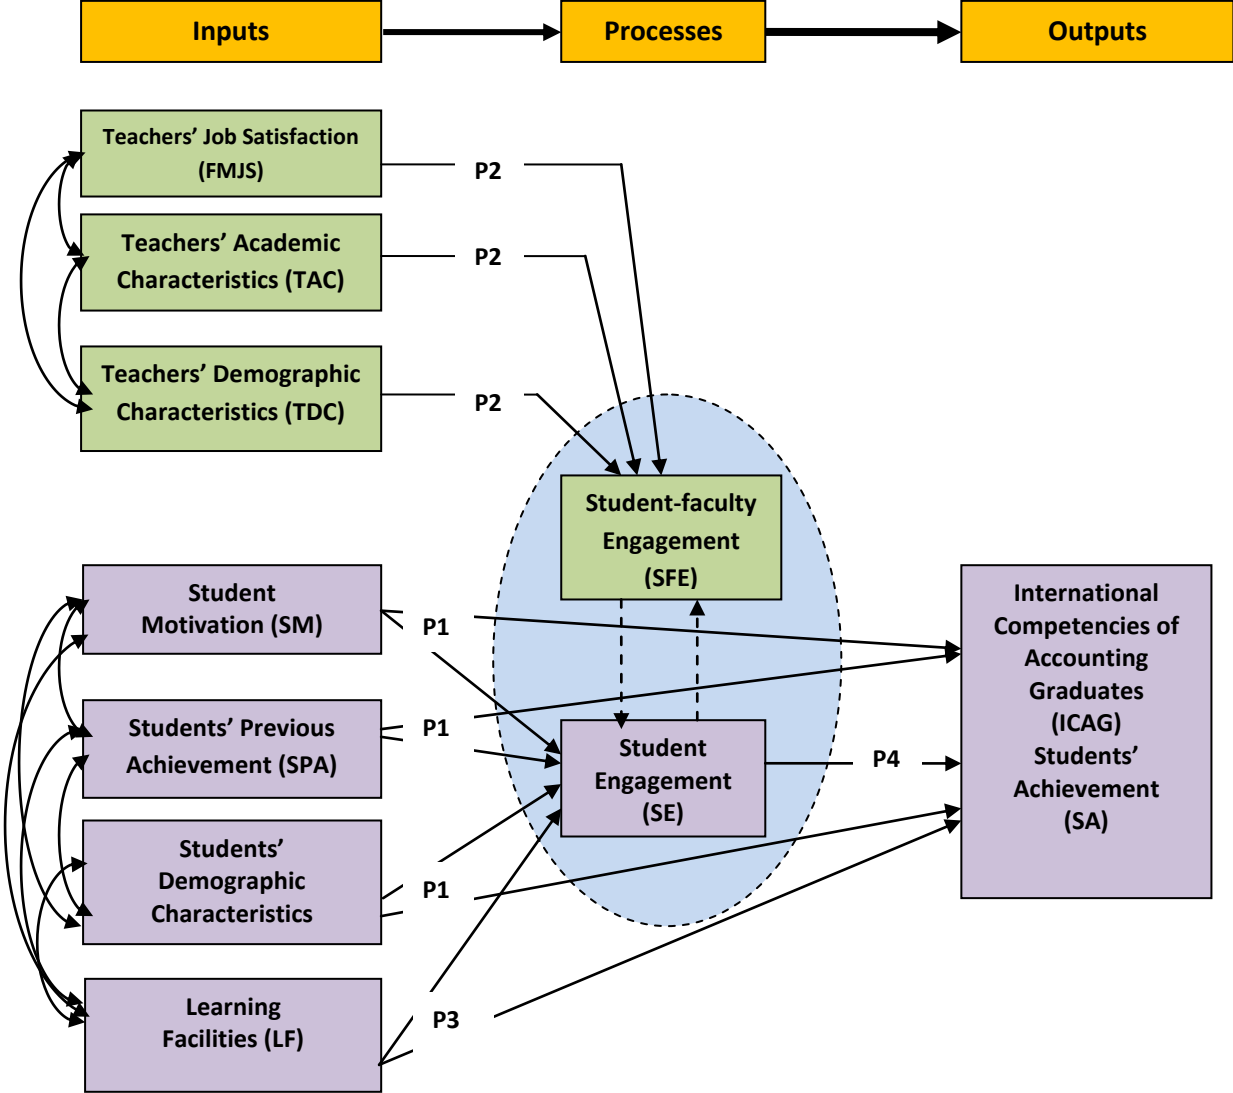 Inputs
Processes
Outputs
Teachers’ Job Satisfaction
(FMJS)
P2
Teachers’ Academic
Characteristics (TAC)
P2
Teachers’ Demographic
Characteristics (TDC)
P2
Student-faculty
Engagement
(SFE)
Student
Motivation (SM)
P1
Students’ Previous
Achievement (SPA)
P1
Student
Engagement
(SE)
P4
International
Competencies of
Accounting
Graduates
(ICAG)
Students’
Achievement
(SA)
Students’
Demographic
Characteristics
P1
Learning
Facilities (LF)
P3